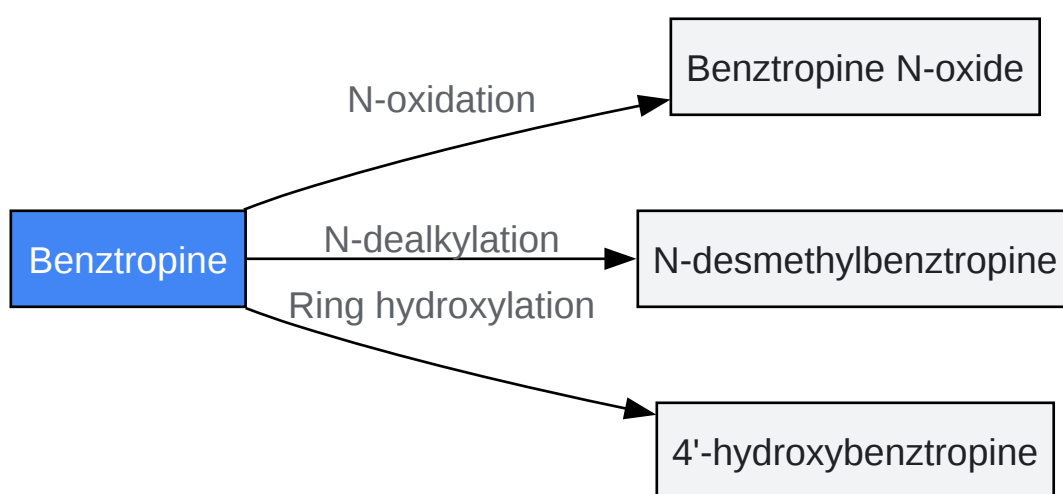 Benztropine N-oxide
N-oxidation
N-dealkylation
Benztropine
N-desmethylbenztropine
Ring hydroxylation
4'-hydroxybenztropine